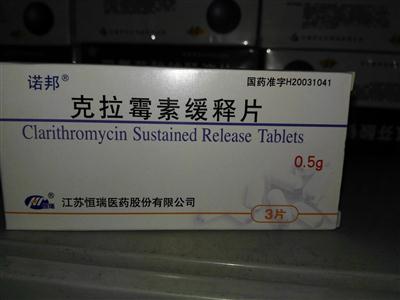 诺邦®
国药准字H20031041
克拉霉素缓释片
Clarithromycin Sustained Release Tablets
0.5g
恒瑞
江苏恒瑞医药股份有限公司
3片